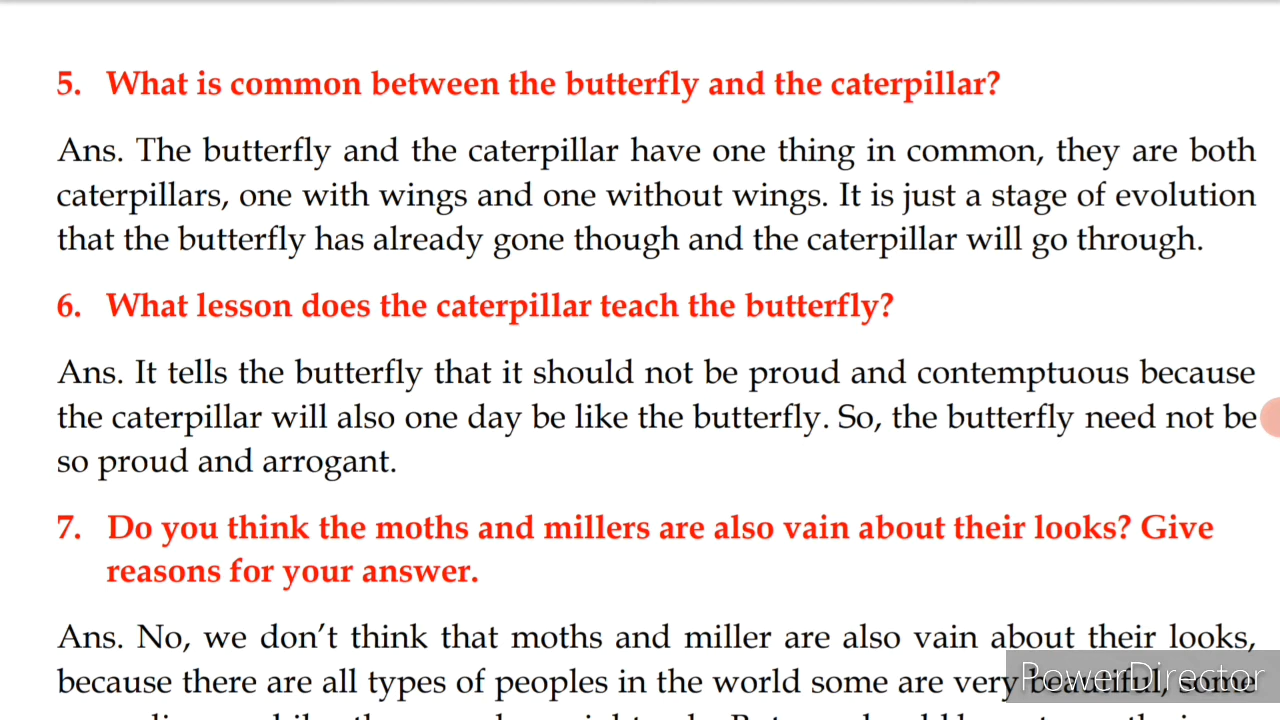 5. What is common between the butterfly and the caterpillar?
Ans. The butterfly and the caterpillar have one thing in common, they are both
caterpillars, one with wings and one without wings. It is just a stage of evolution
that the butterfly has already gone though and the caterpillar will go through.
6. What lesson does the caterpillar teach the butterfly?
Ans. It tells the butterfly that it should not be proud and contemptuous because
the caterpillar will also one day be like the butterfly. So, the butterfly need not be
so proud and arrogant.
7. Do you think the moths and millers are also vain about their looks? Give
reasons for your answer.
Ans. No, we don't think that moths and miller are also vain about their looks,
because there are all types of peoples in the world some are very beautiful, some
PowerDirector